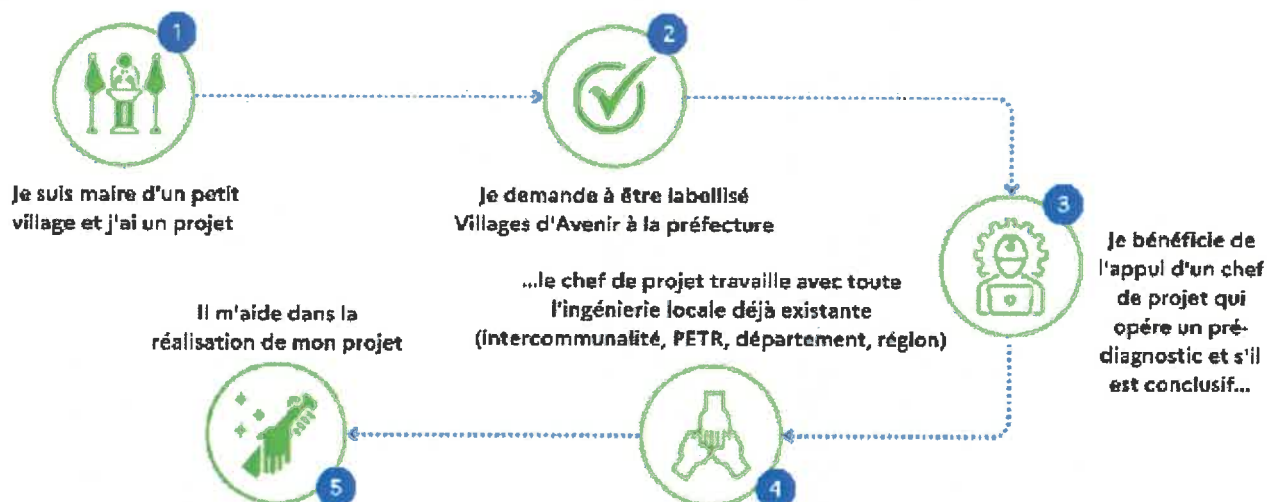 1
Je suis maire d'un petit
village et j'ai un projet
2
Je demande à être labellisé
Villages d'Avenir à la préfecture
3
Je bénéficie de
l'appui d'un chef
de projet qui
opére un pré-
diagnostic et s'il
est conclusif...
...le chef de projet travaille avec toute
l'ingénierie locale déjà existante
(intercommunalité, PETR, département, région)
4
Il m'aide dans la
réalisation de mon projet
5